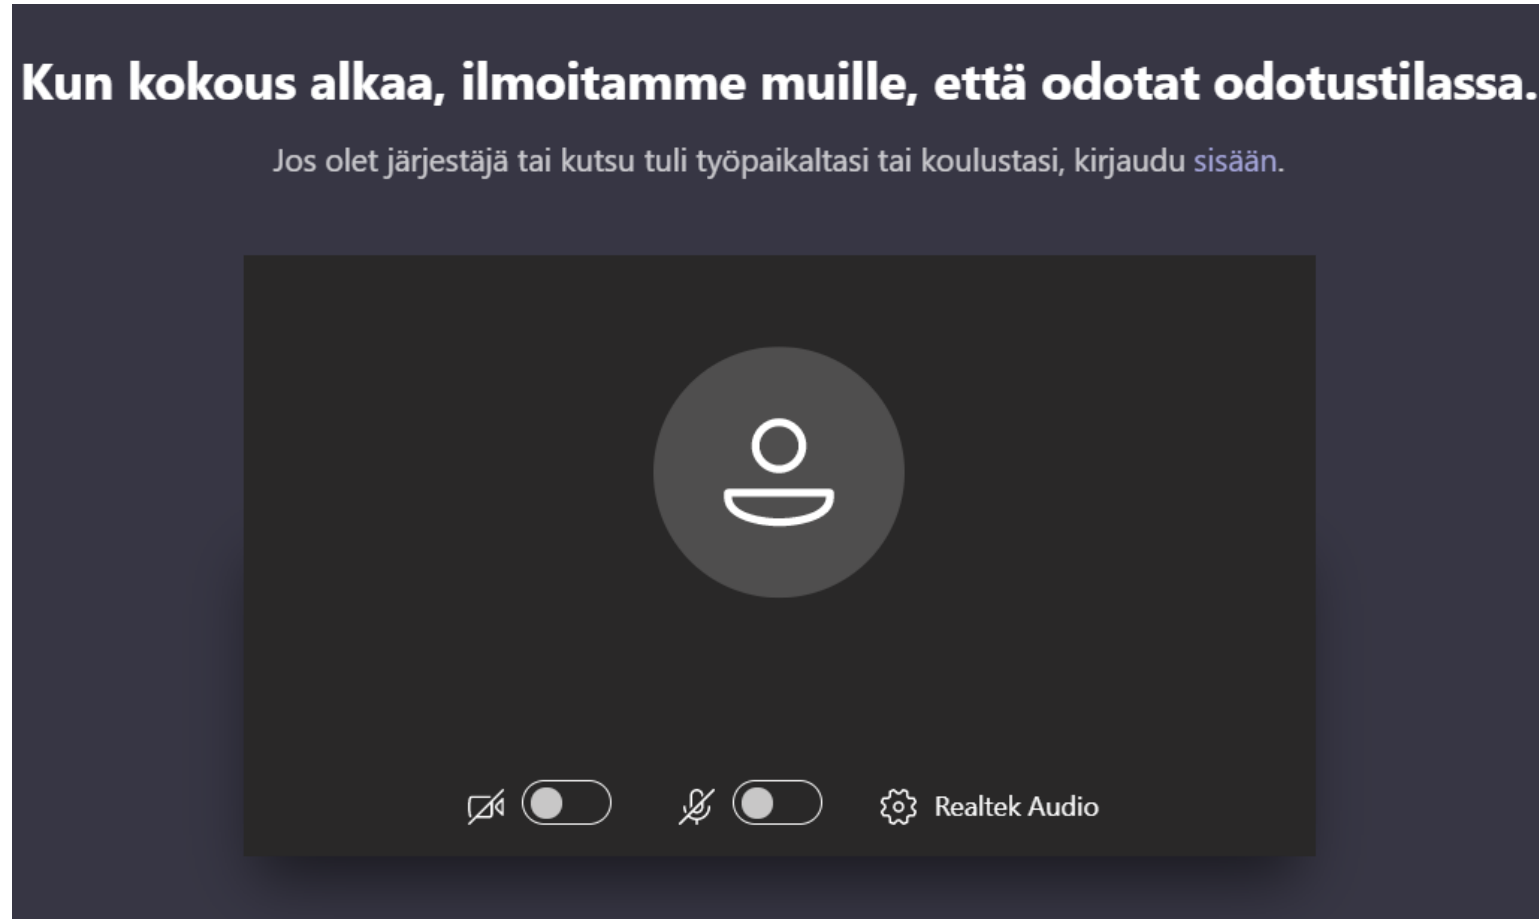 Kun kokous alkaa, ilmoitamme muille, että odotat odotustilassa.
Jos olet järjestäjä tai kutsu tuli työpaikaltasi tai koulustasi, kirjaudu sisään.
Realtek Audio